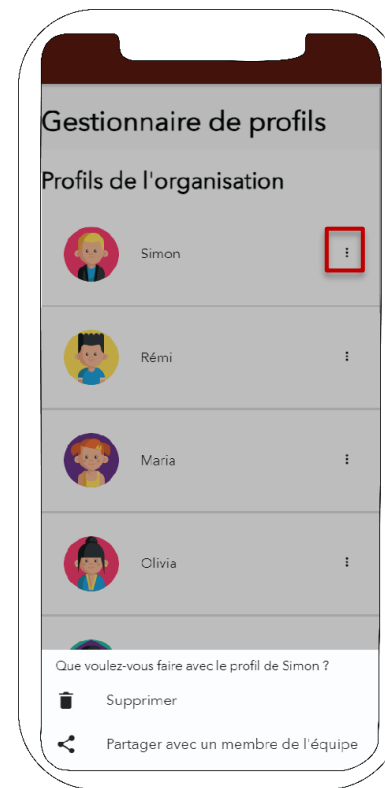 Gestionnaire de profils
Profils de l'organisation
Simon
Rémi
Maria
Olivia
Que voulez-vous faire avec le profil de Simon ?
Supprimer
Partager avec un membre de l'équipe